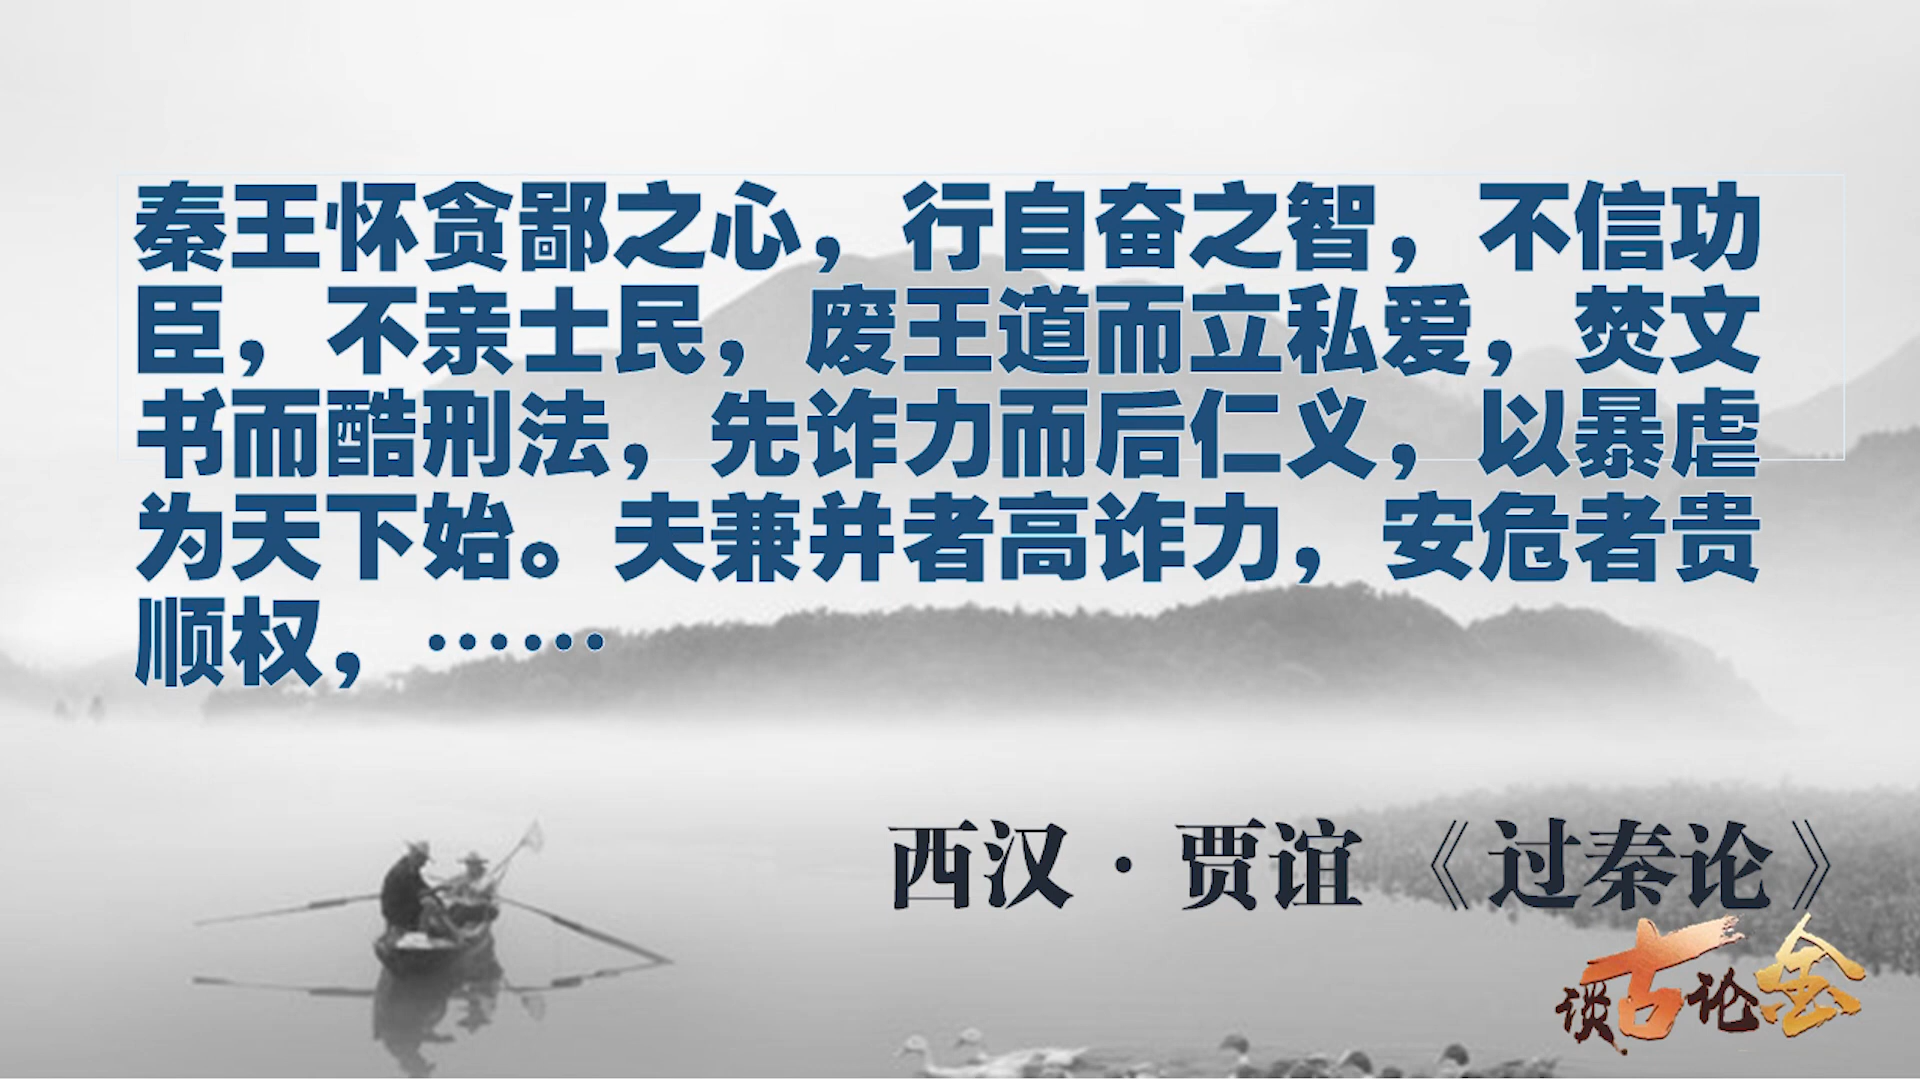 秦王怀贪鄙之心，行自奋之智，不信功
臣，不亲士民，废王道而立私爱，焚文
书而酷刑法，先诈力而后仁义，以暴虐
为天下始。夫兼并者高诈力，安危者贵
顺权，……
西汉·贾谊《过秦论》
谈古论金